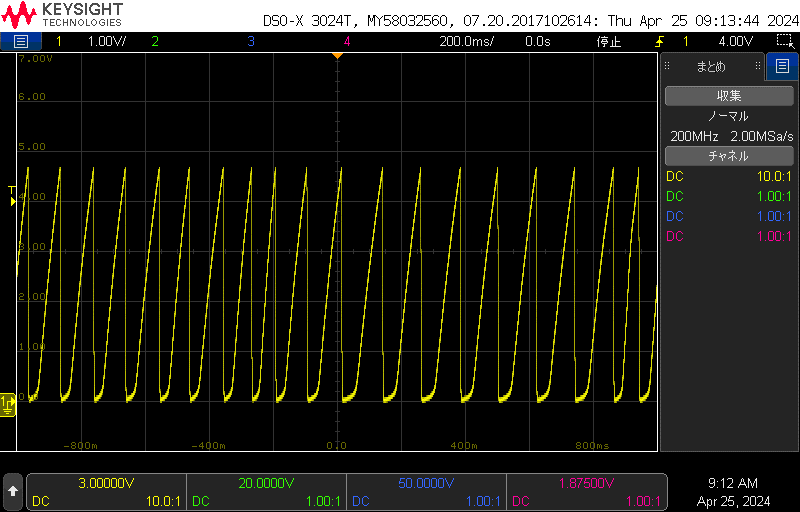 KEYSIGHT
TECHNOLOGIES
DSO-X 3024T, MY58032560, 07.20.2017102614: Thu Apr 25 09:13:44 2024
1 1.00V/ 2 3 4 200.0ms/ 0.0s 停止 1 4.00V
7.00V
6.00
5.00
4.00
3.00
2.00
1.00
0.0
-800m -400m 0.0 400m 800ms
T
1
まとめ
収集
ノーマル
200MHz 2.00MSa/s
チャネル
DC 10.0:1
DC 1.00:1
DC 1.00:1
DC 1.00:1
3.00000V 20.0000V 50.0000V 1.87500V
DC 10.0:1 DC 1.00:1 DC 1.00:1 DC 1.00:1
9:12 AM
Apr 25, 2024